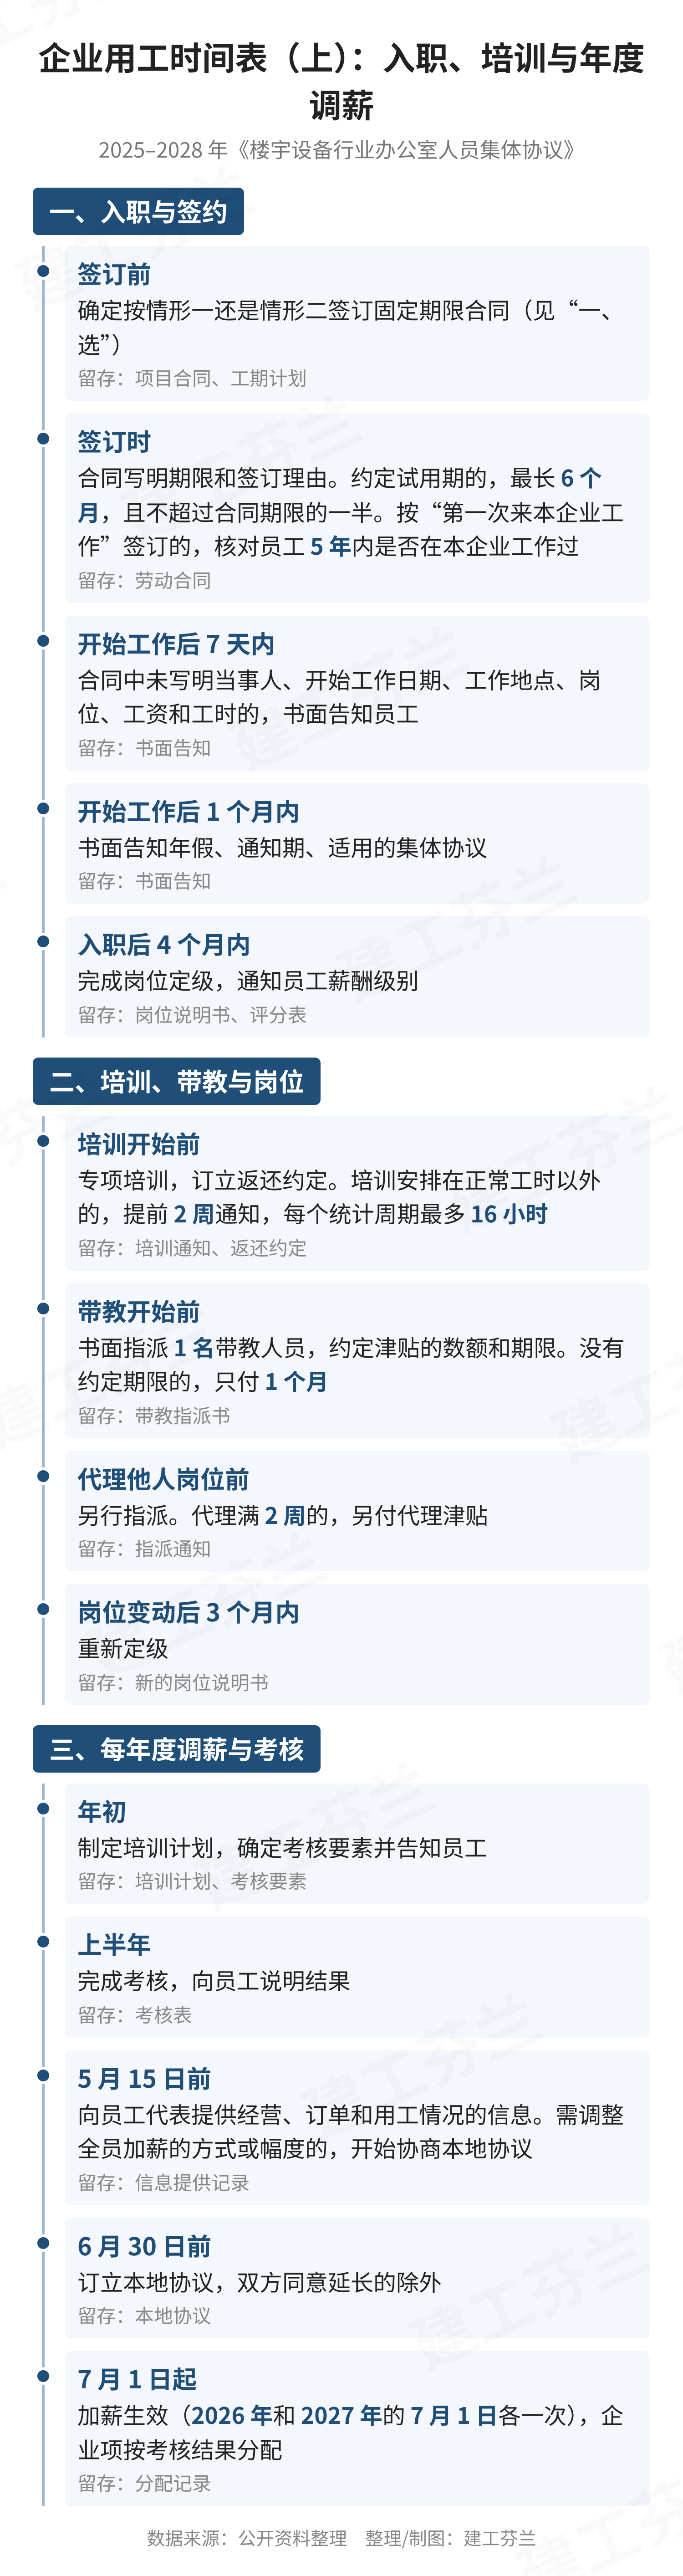 企业用工时间表（上）：入职、培训与年度
调薪
2025–2028 年《楼宇设备行业办公室人员集体协议》
一、入职与签约
签订前
确定按情形一还是情形二签订固定期限合同（见“一、
选”）
留存：项目合同、工期计划
签订时
合同写明期限和签订理由。约定试用期的，最长 6 个
月，且不超过合同期限的一半。按“第一次来本企业工
作”签订的，核对员工 5 年内是否在本企业工作过
留存：劳动合同
开始工作后 7 天内
合同中未写明当事人、开始工作日期、工作地点、岗
位、工资和工时的，书面告知员工
留存：书面告知
开始工作后 1 个月内
书面告知年假、通知期、适用的集体协议
留存：书面告知
入职后 4 个月内
完成岗位定级，通知员工薪酬级别
留存：岗位说明书、评分表
二、培训、带教与岗位
培训开始前
专项培训，订立返还约定。培训安排在正常工时以外
的，提前 2 周通知，每个统计周期最多 16 小时
留存：培训通知、返还约定
带教开始前
书面指派 1 名带教人员，约定津贴的数额和期限。没有
约定期限的，只付 1 个月
留存：带教指派书
代理他人岗位前
另行指派。代理满 2 周的，另付代理津贴
留存：指派通知
岗位变动后 3 个月内
重新定级
留存：新的岗位说明书
三、每年度调薪与考核
年初
制定培训计划，确定考核要素并告知员工
留存：培训计划、考核要素
上半年
完成考核，向员工说明结果
留存：考核表
5 月 15 日前
向员工代表提供经营、订单和用工情况的信息。需调整
全员加薪的方式或幅度的，开始协商本地协议
留存：信息提供记录
6 月 30 日前
订立本地协议，双方同意延长的除外
留存：本地协议
7 月 1 日起
加薪生效（2026 年和 2027 年的 7 月 1 日各一次），企
业项按考核结果分配
留存：分配记录
数据来源：公开资料整理　整理/制图：建工芬兰